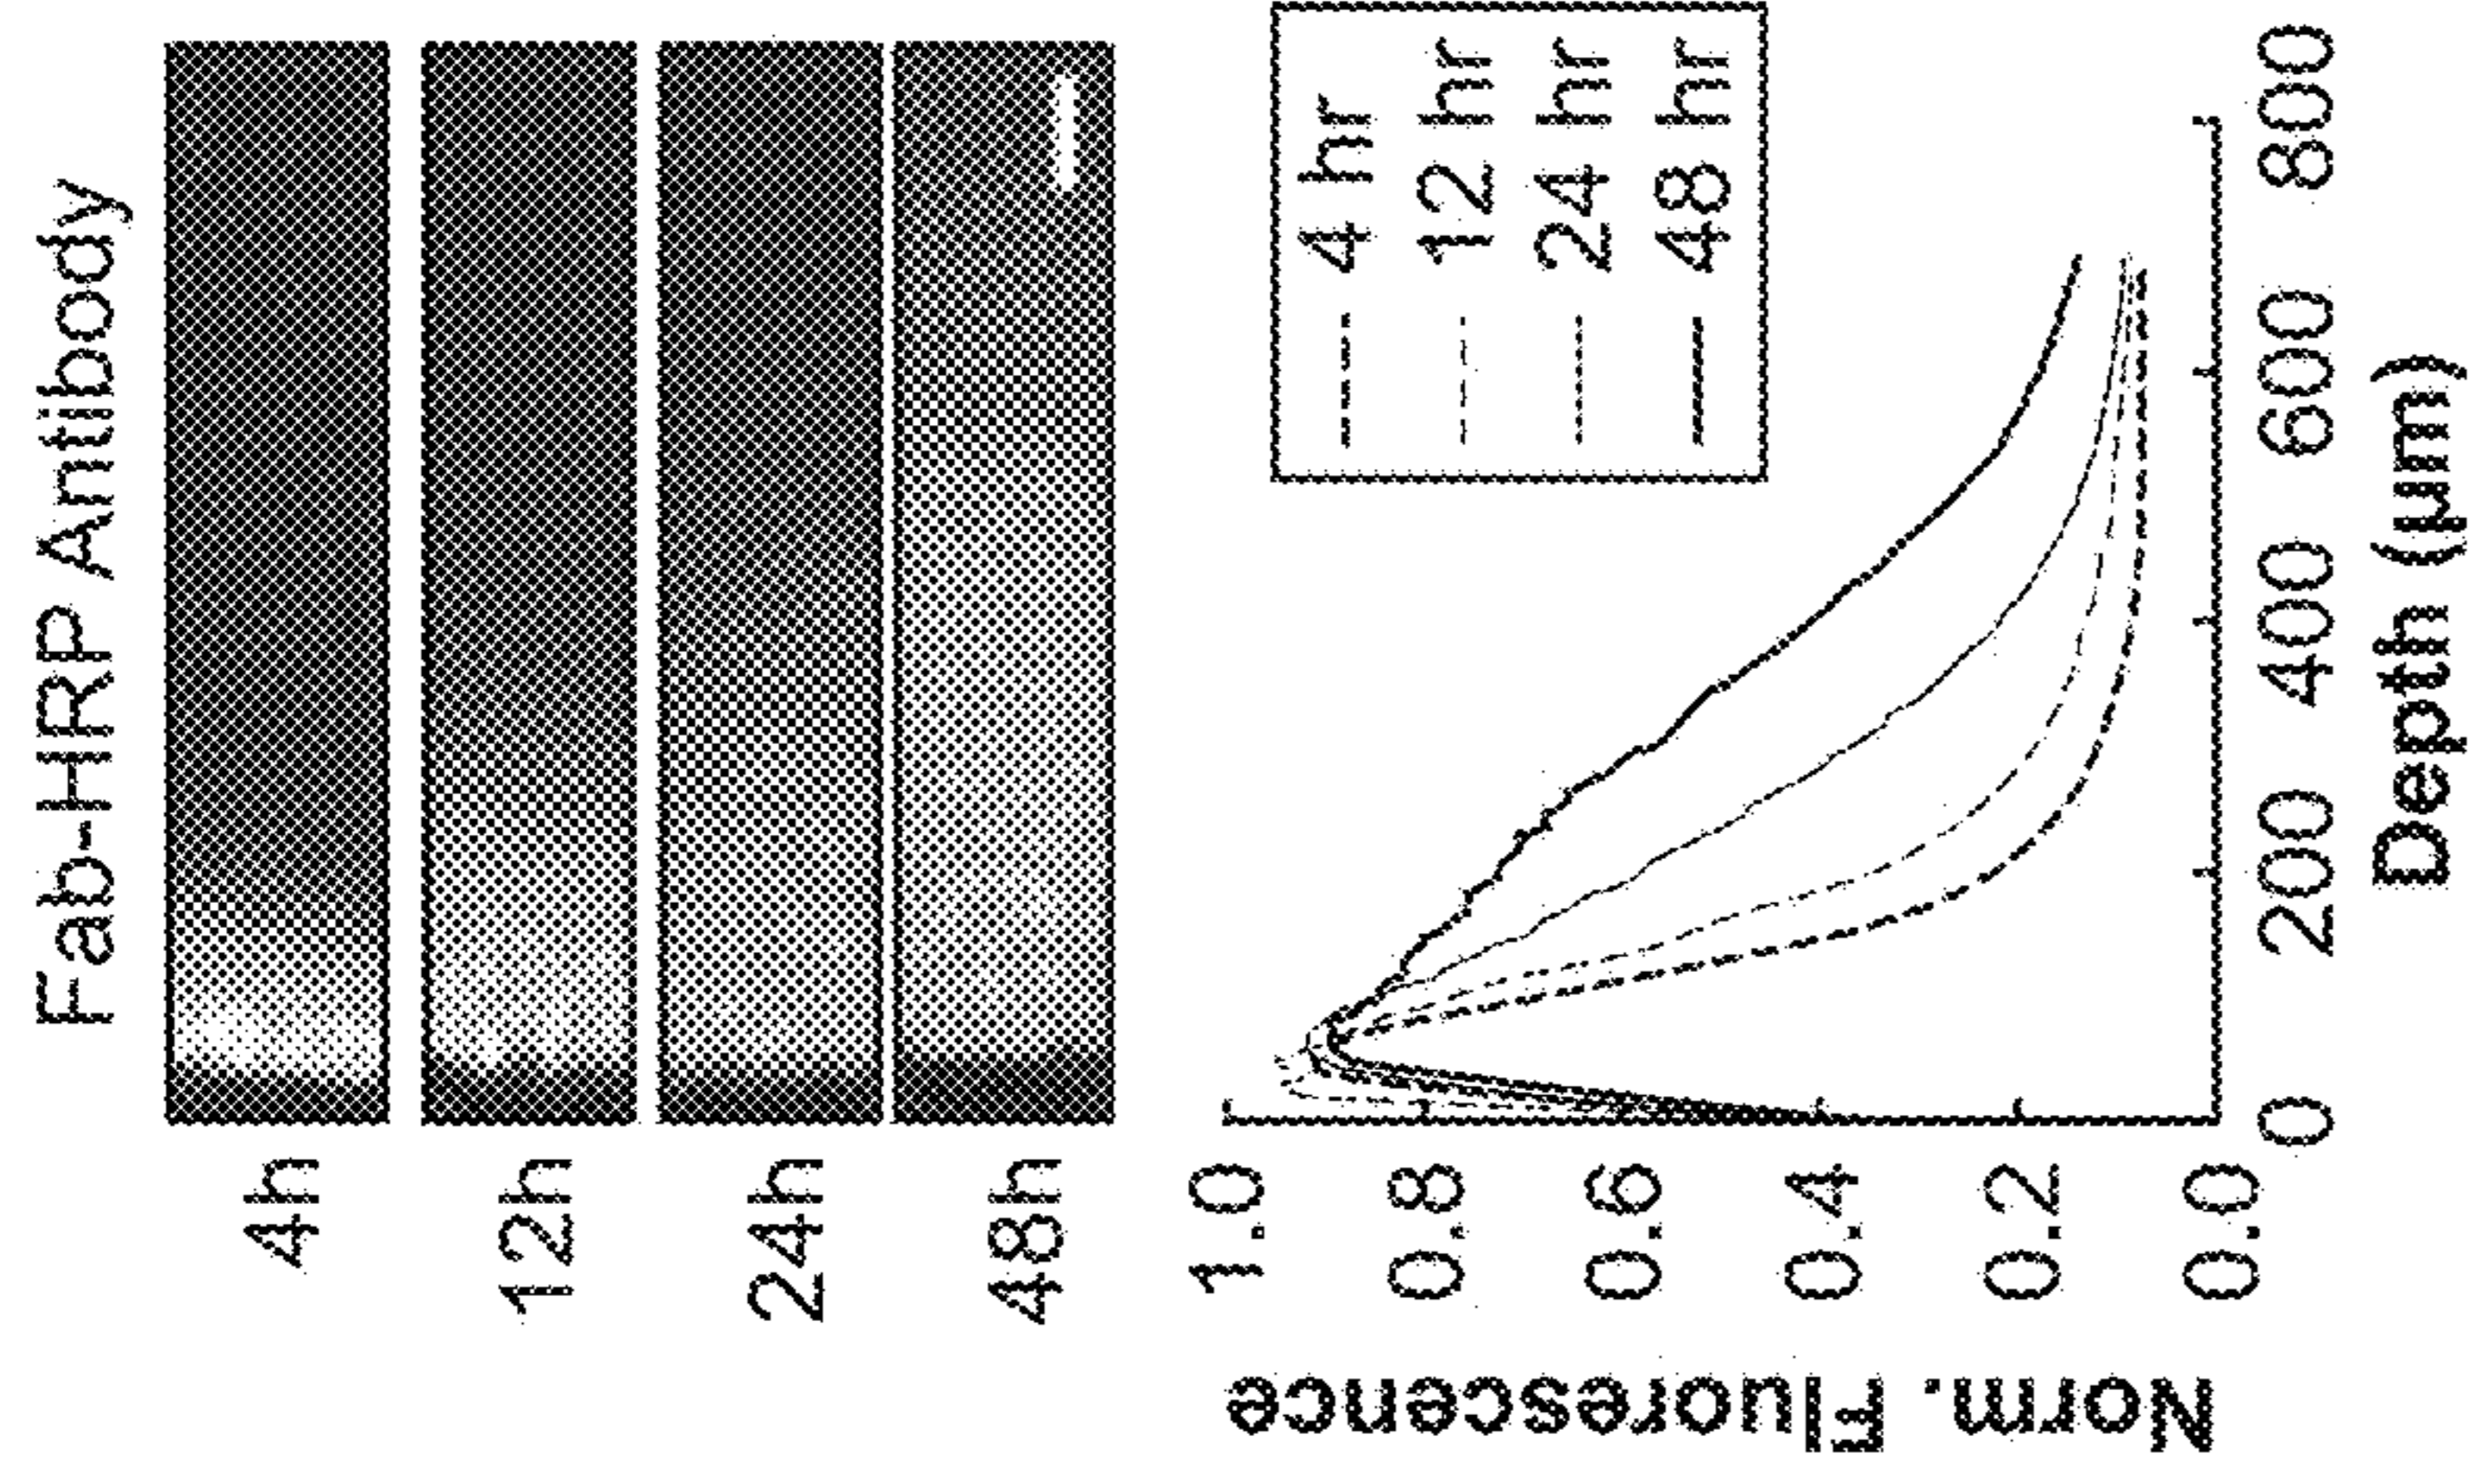 Fab-HRP Antibody
4h
12h
24h
48h
Norm. Fluorescence
1.0
0.8
0.6
0.4
0.2
0.0
4 hr
12 hr
24 hr
48 hr
0 200 400 600 800
Depth (µm)